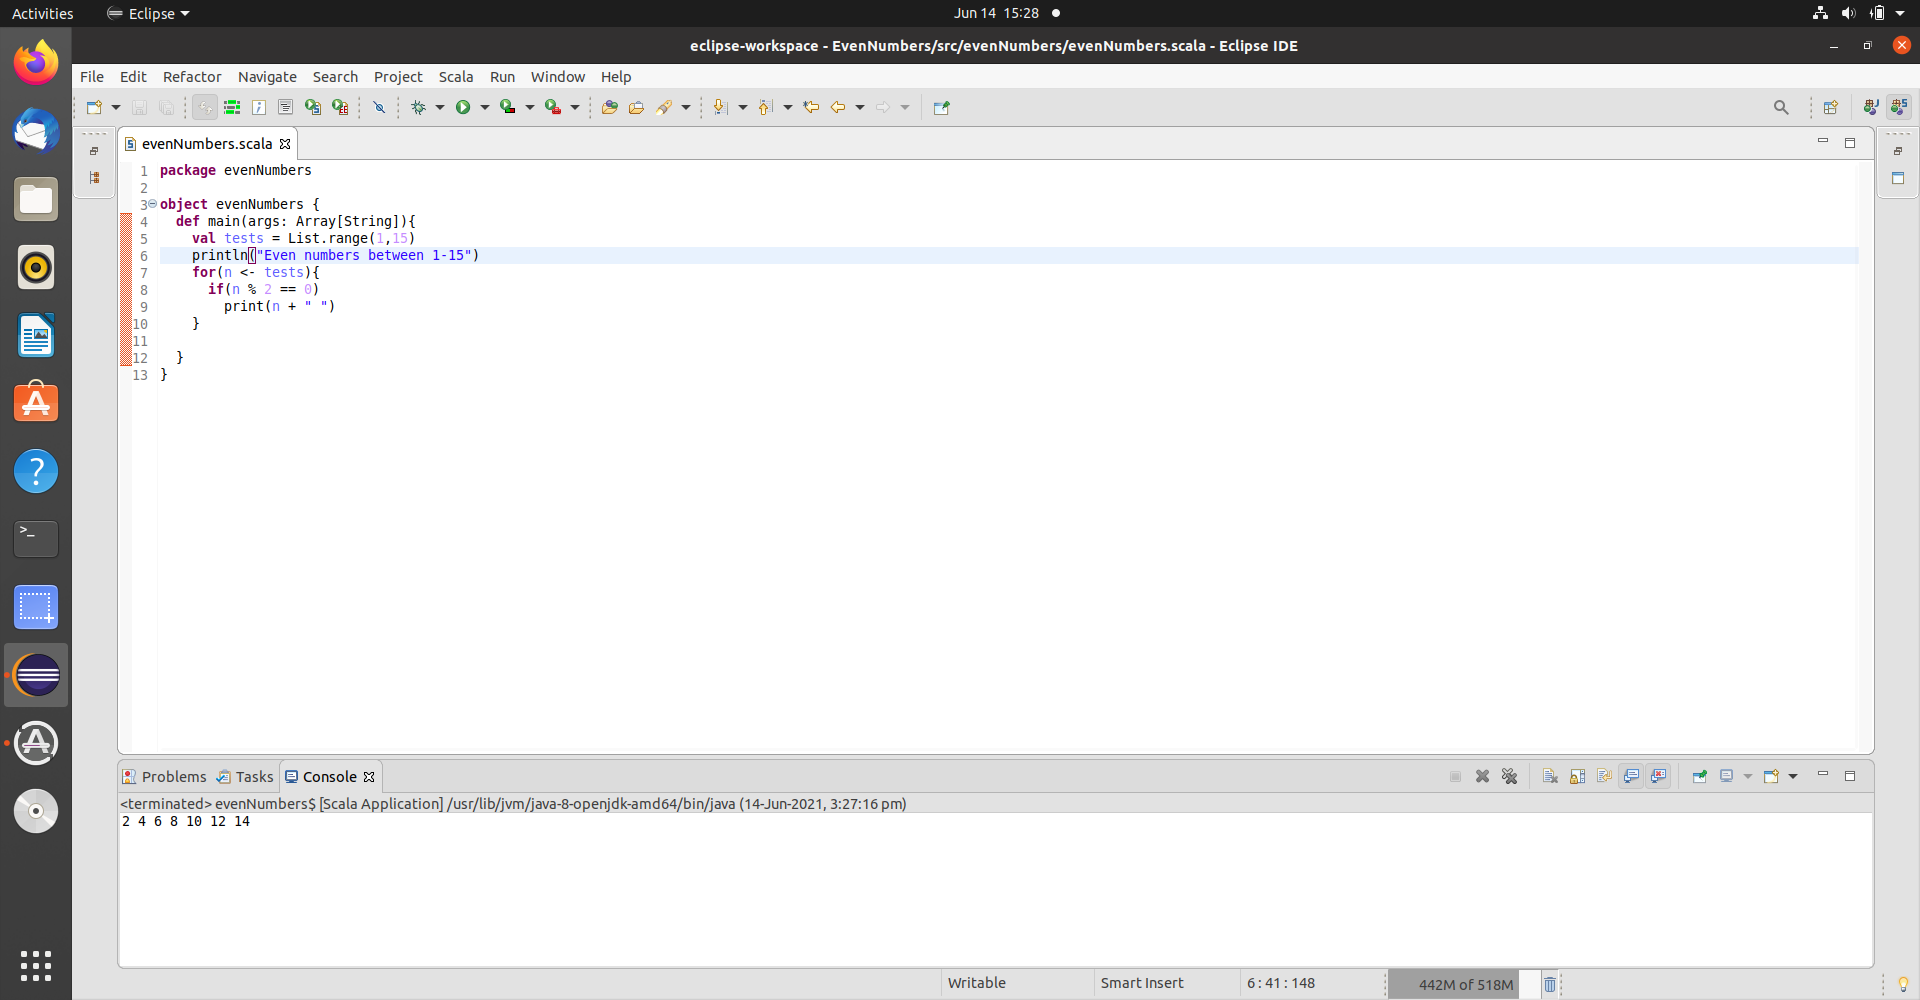 Activities
Eclipse
Jun 14 15:28
eclipse-workspace - EvenNumbers/src/evenNumbers/evenNumbers.scala - Eclipse IDE
File Edit Refactor Navigate Search Project Scala Run Window Help
evenNumbers.scala
1 package evenNumbers
2
3 object evenNumbers {
4 def main(args: Array[String]){
5 val tests = List.range(1,15)
6 println("Even numbers between 1-15")
7 for(n <- tests){
8 if(n % 2 == 0)
9 print(n + " ")
10 }
11
12 }
13 }
Problems Tasks Console
<terminated> evenNumbers$ [Scala Application] /usr/lib/jvm/java-8-openjdk-amd64/bin/java (14-Jun-2021, 3:27:16 pm)
2 4 6 8 10 12 14
Writable
Smart Insert
6 : 41 : 148
442M of 518M